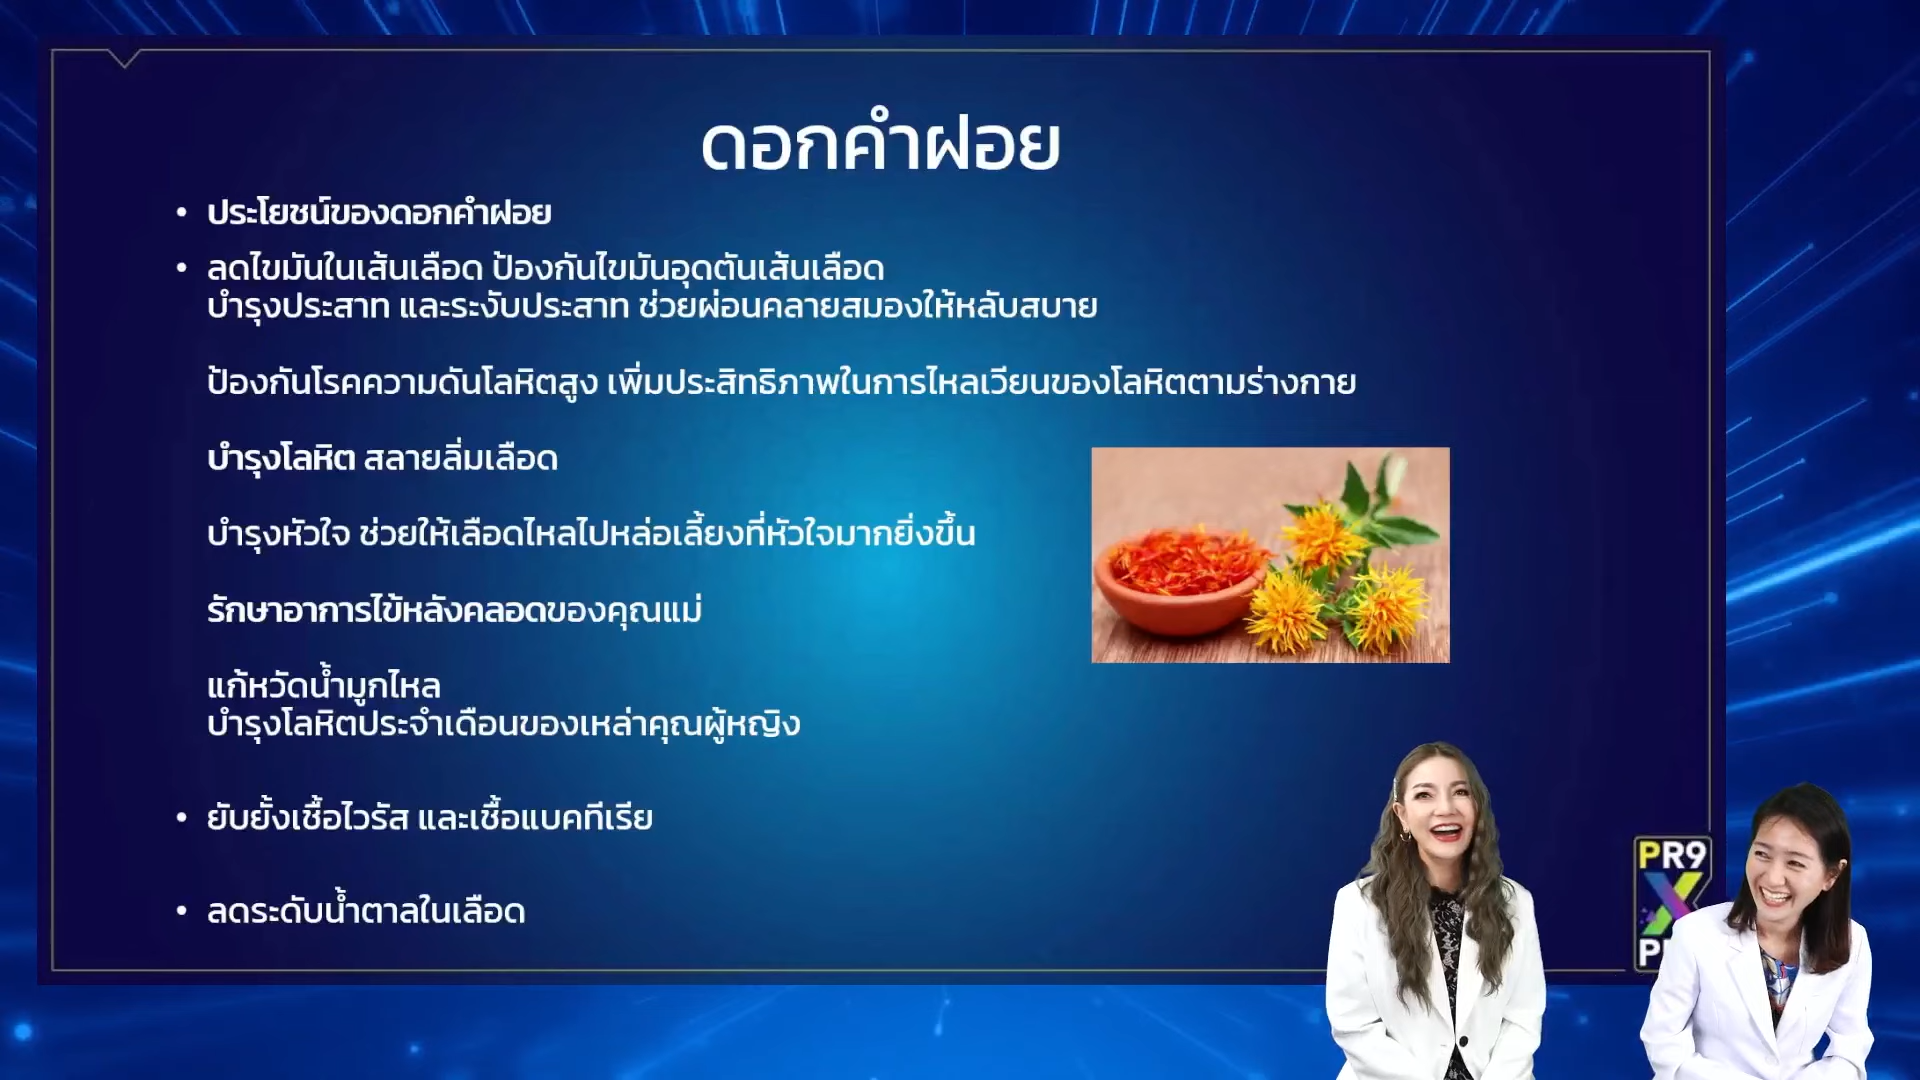 ดอกคำฝอย
• ประโยชน์ของดอกคำฝอย
• ลดไขมันในเส้นเลือด ป้องกันไขมันอุดตันเส้นเลือด
บำรุงประสาท และระงับประสาท ช่วยผ่อนคลายสมองให้หลับสบาย
ป้องกันโรคความดันโลหิตสูง เพิ่มประสิทธิภาพในการไหลเวียนของโลหิตตามร่างกาย
บำรุงโลหิต สลายลิ่มเลือด
บำรุงหัวใจ ช่วยให้เลือดไหลไปหล่อเลี้ยงที่หัวใจมากยิ่งขึ้น
รักษาอาการไข้หลังคลอดของคุณแม่
แก้หวัดน้ำมูกไหล
บำรุงโลหิตประจำเดือนของเหล่าคุณผู้หญิง
• ยับยั้งเชื้อไวรัส และเชื้อแบคทีเรีย
• ลดระดับน้ำตาลในเลือด
PR9
X